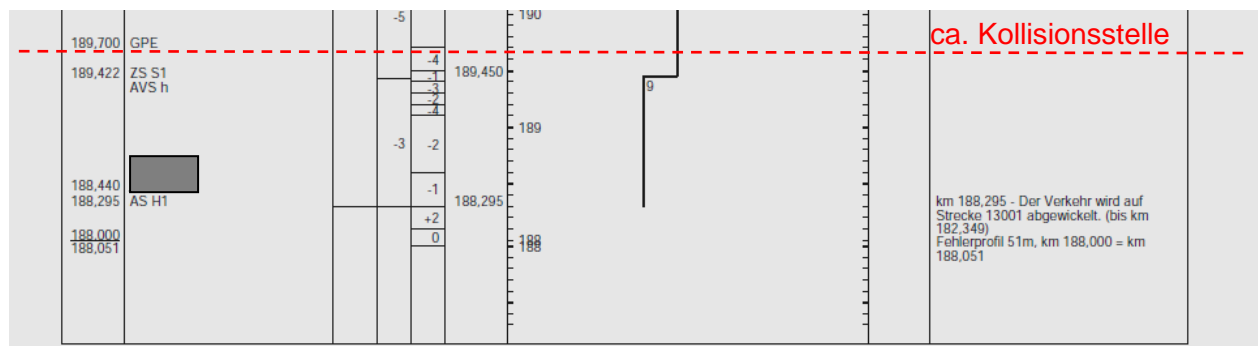 -5
190
ca. Kollisionsstelle
189,700 GPE
-4
189,422 ZS S1
-1
189,450
AVS h
-3
9
-2
-4
189
-3
-2
188,440
-1
188,295 AS H1
188,295
km 188,295 - Der Verkehr wird auf
Strecke 13001 abgewickelt. (bis km
182,349)
+2
188,000
0
188
Fehlerprofil 51m, km 188,000 = km
188,051
188
188,051